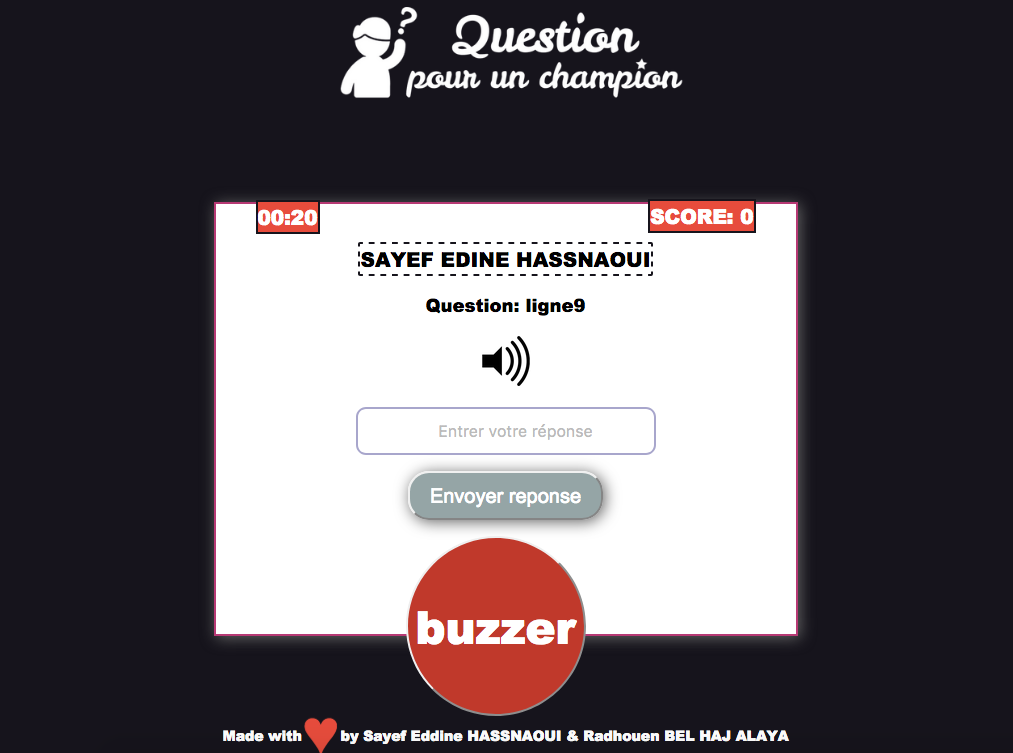 ?
Question
pour un champion
00:20
SCORE: 0
SAYEF EDINE HASSNAOUI
Question: ligne9
Entrer votre réponse
Envoyer reponse
buzzer
Made with by Sayef Eddine HASSNAOUI & Radhouen BEL HAJ ALAYA